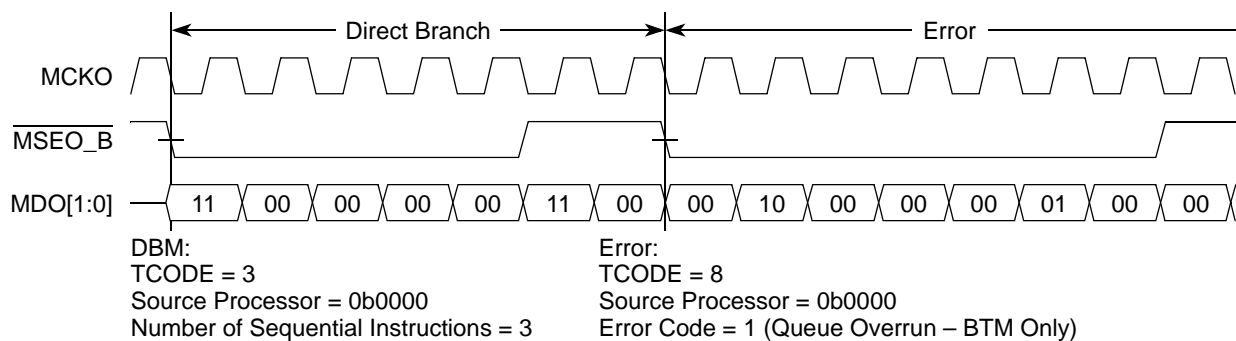 Direct Branch Error
MCKO
MSEO_B
MDO[1:0] 11 00 00 00 00 11 00 00 10 00 00 00 01 00 00
DBM:
TCODE = 3
Source Processor = 0b0000
Number of Sequential Instructions = 3
Error:
TCODE = 8
Source Processor = 0b0000
Error Code = 1 (Queue Overrun – BTM Only)